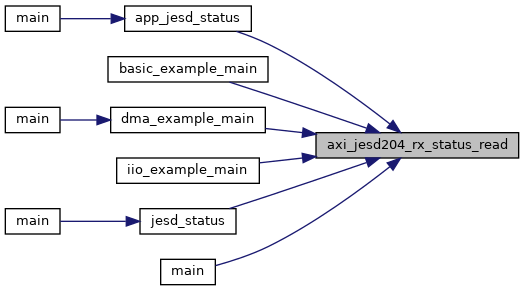 main
app_jesd_status
basic_example_main
main
dma_example_main
axi_jesd204_rx_status_read
iio_example_main
main
jesd_status
main